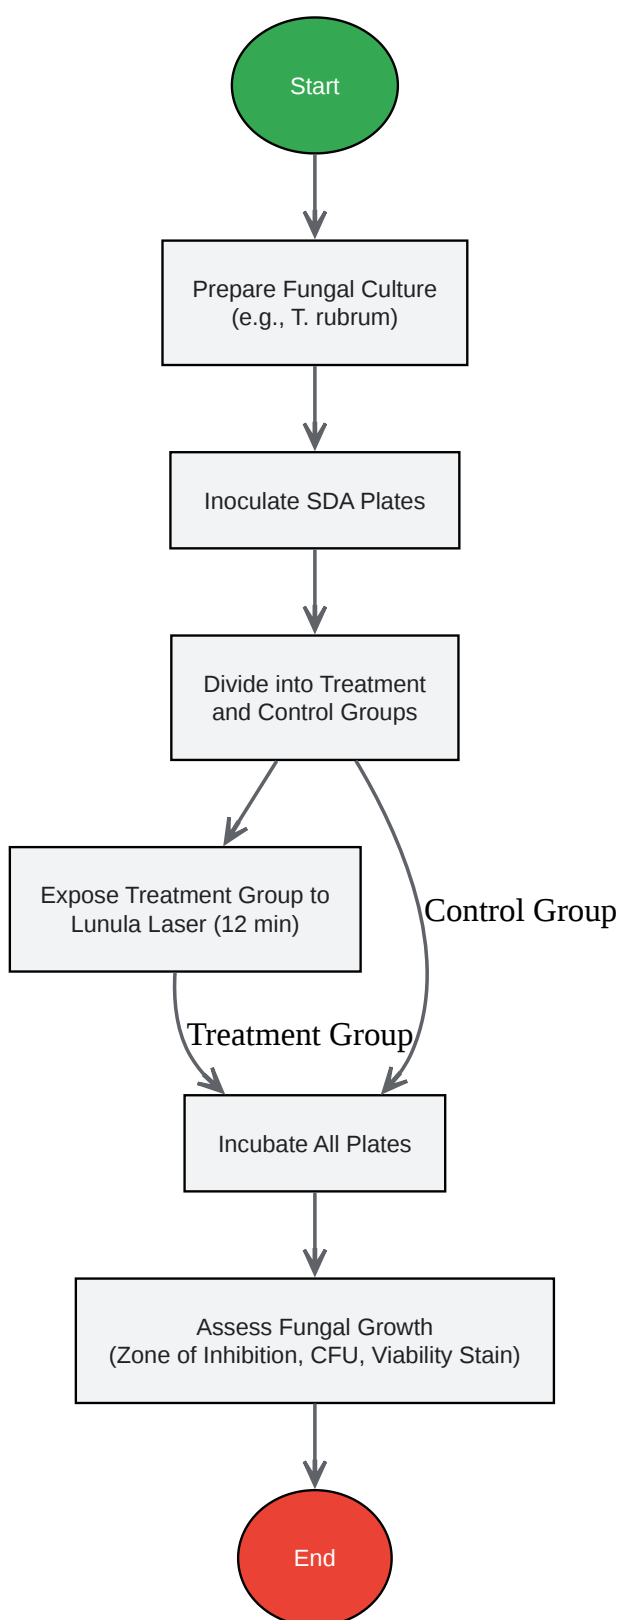 Start
Prepare Fungal Culture
(e.g., T. rubrum)
Inoculate SDA Plates
Divide into Treatment
and Control Groups
Expose Treatment Group to
Lunula Laser (12 min)
Control Group
Treatment Group
Incubate All Plates
Assess Fungal Growth
(Zone of Inhibition, CFU, Viability Stain)
End